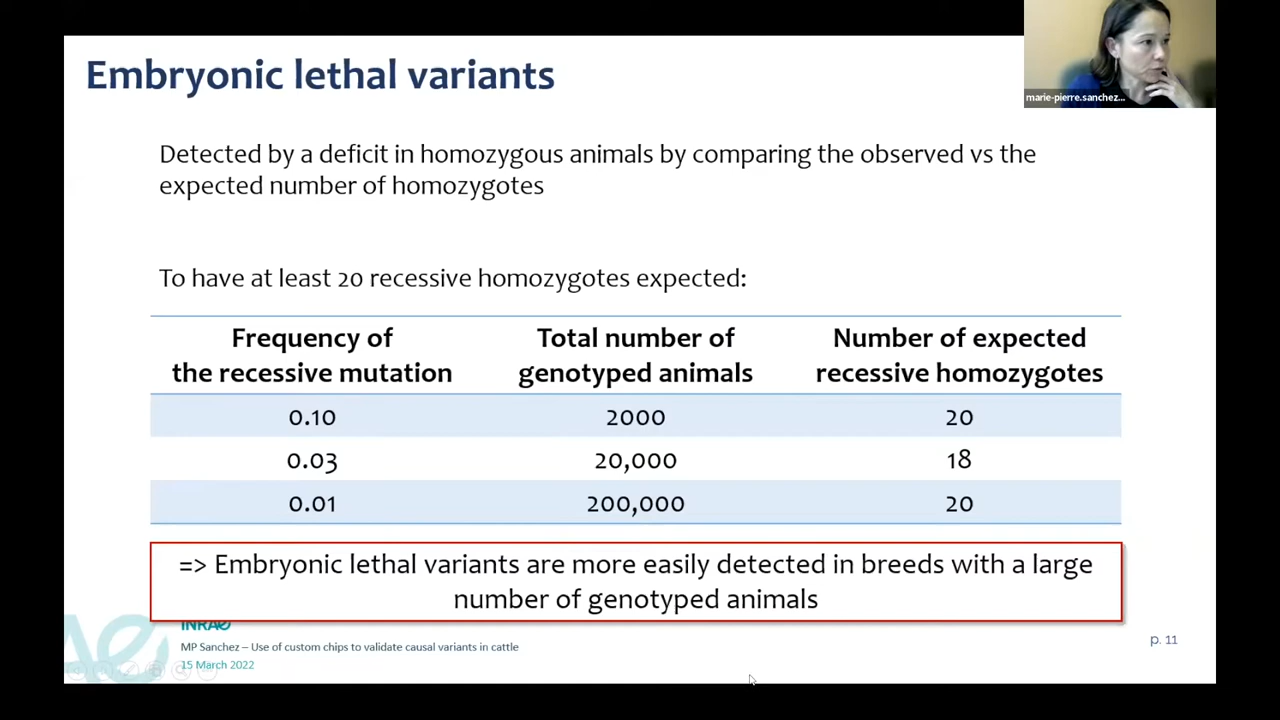 Embryonic lethal variants
marie-pierre.sanchez...
Detected by a deficit in homozygous animals by comparing the observed vs the
expected number of homozygotes
To have at least 20 recessive homozygotes expected:
Frequency of
the recessive mutation
Total number of
genotyped animals
Number of expected
recessive homozygotes
0.10 2000 20
0.03 20,000 18
0.01 200,000 20
=> Embryonic lethal variants are more easily detected in breeds with a large
number of genotyped animals
INRAE
MP Sanchez – Use of custom chips to validate causal variants in cattle
15 March 2022
p. 11